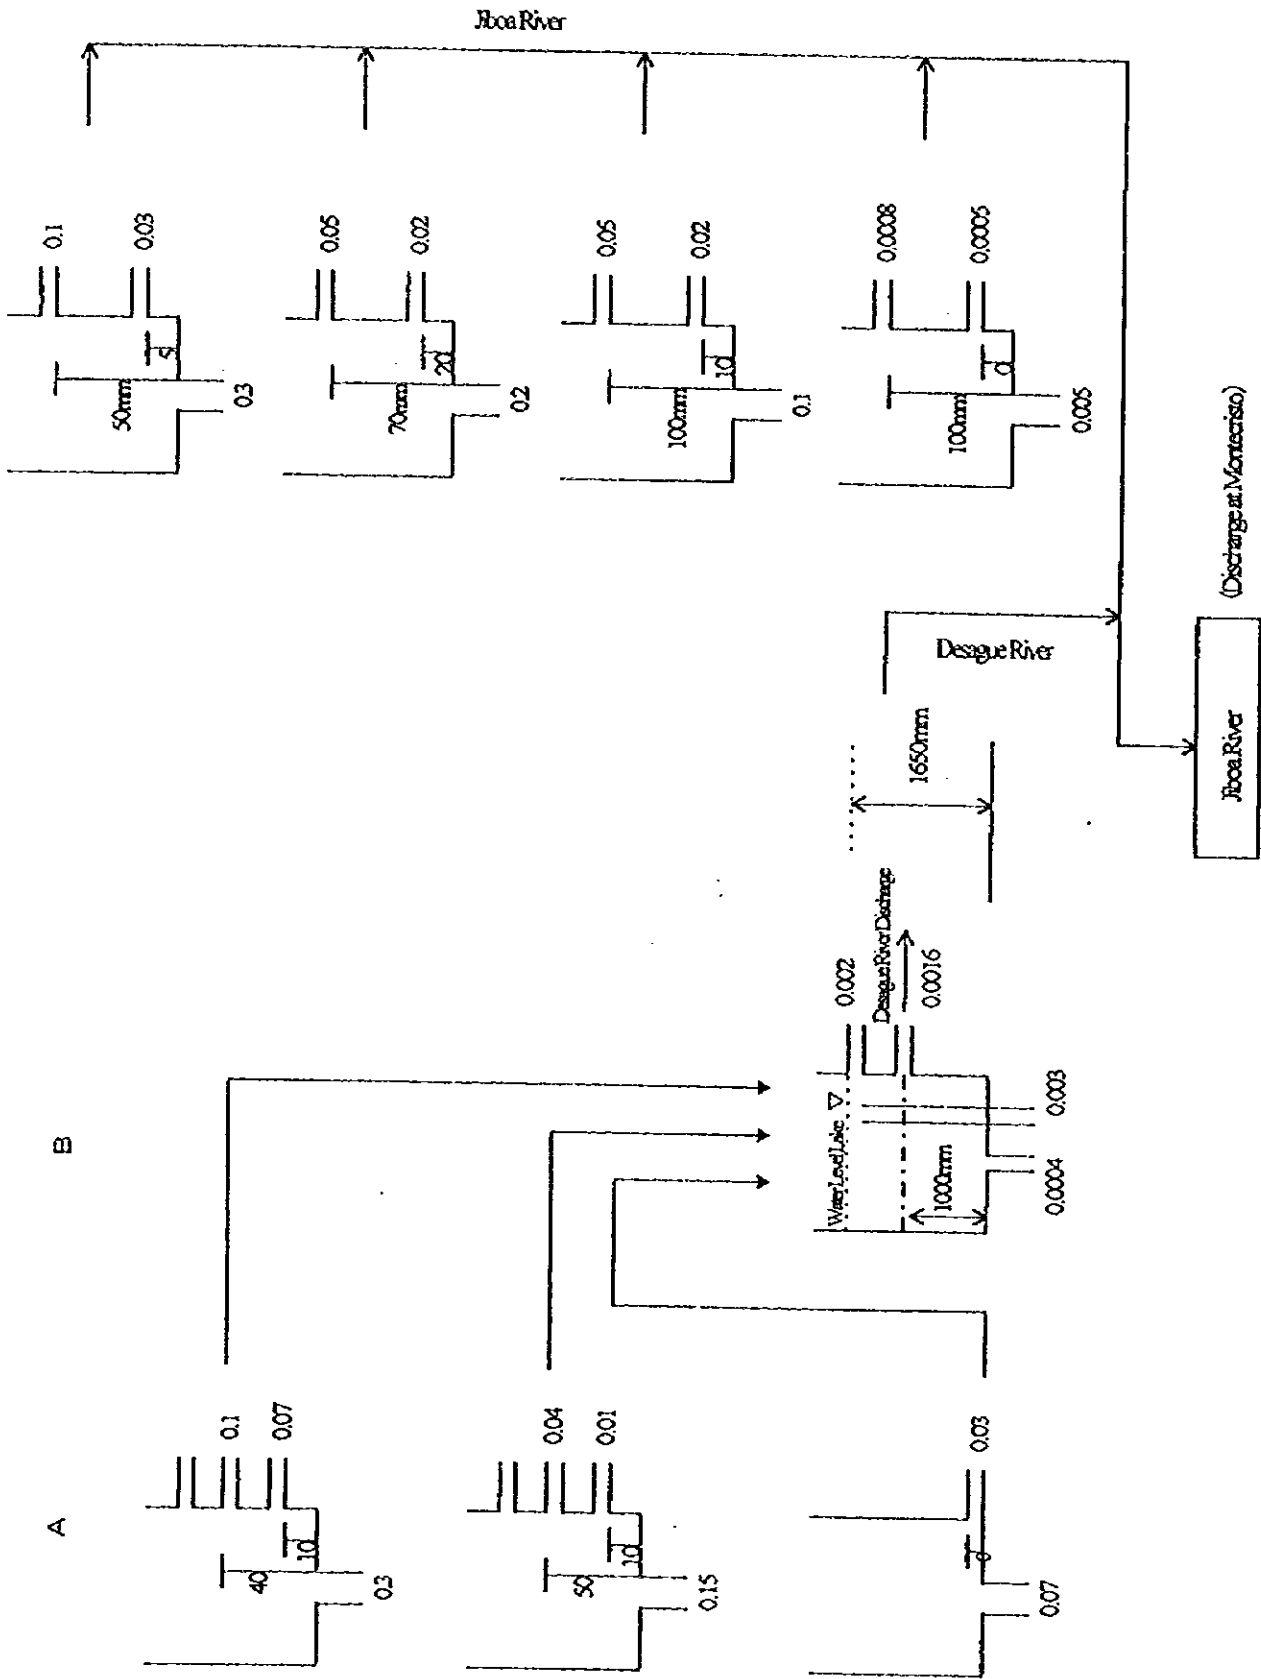 A
B
Jiboa River
0.1
0.07
40
10
0.3
0.04
0.01
50
10
0.15
0.03
0
0.07
Water Level Lake
1000mm
0.002
Desague River Discharge
0.0016
0.0004
0.003
1650mm
Desague River
0.1
0.03
50mm
5
0.3
0.05
0.02
70mm
20
0.2
0.05
0.02
100mm
10
0.1
0.0008
0.0005
100mm
0
0.005
Jiboa River
(Discharge at Montecristo)